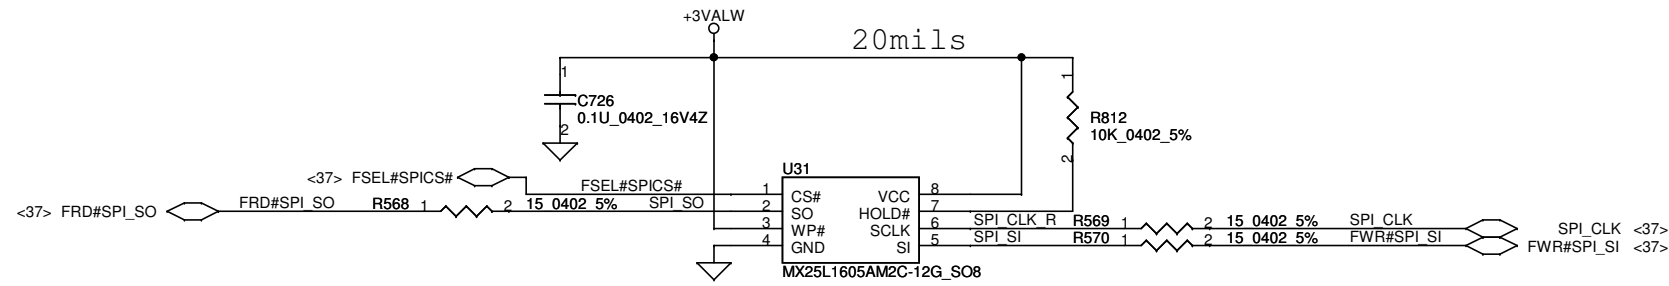 +3VALW
20mils
1
C726
0.1U_0402_16V4Z
2
1
R812
10K_0402_5%
2
U31
<37> FSEL#SPICS#
FSEL#SPICS# 1 CS# VCC 8
<37> FRD#SPI_SO FRD#SPI_SO R568 1 2 15_0402_5% SPI_SO 2 SO HOLD# 7
3 WP# SCLK 6 SPI_CLK_R R569 1 2 15_0402_5% SPI_CLK SPI_CLK <37>
4 GND SI 5 SPI_SI R570 1 2 15_0402_5% FWR#SPI_SI FWR#SPI_SI <37>
MX25L1605AM2C-12G_SO8